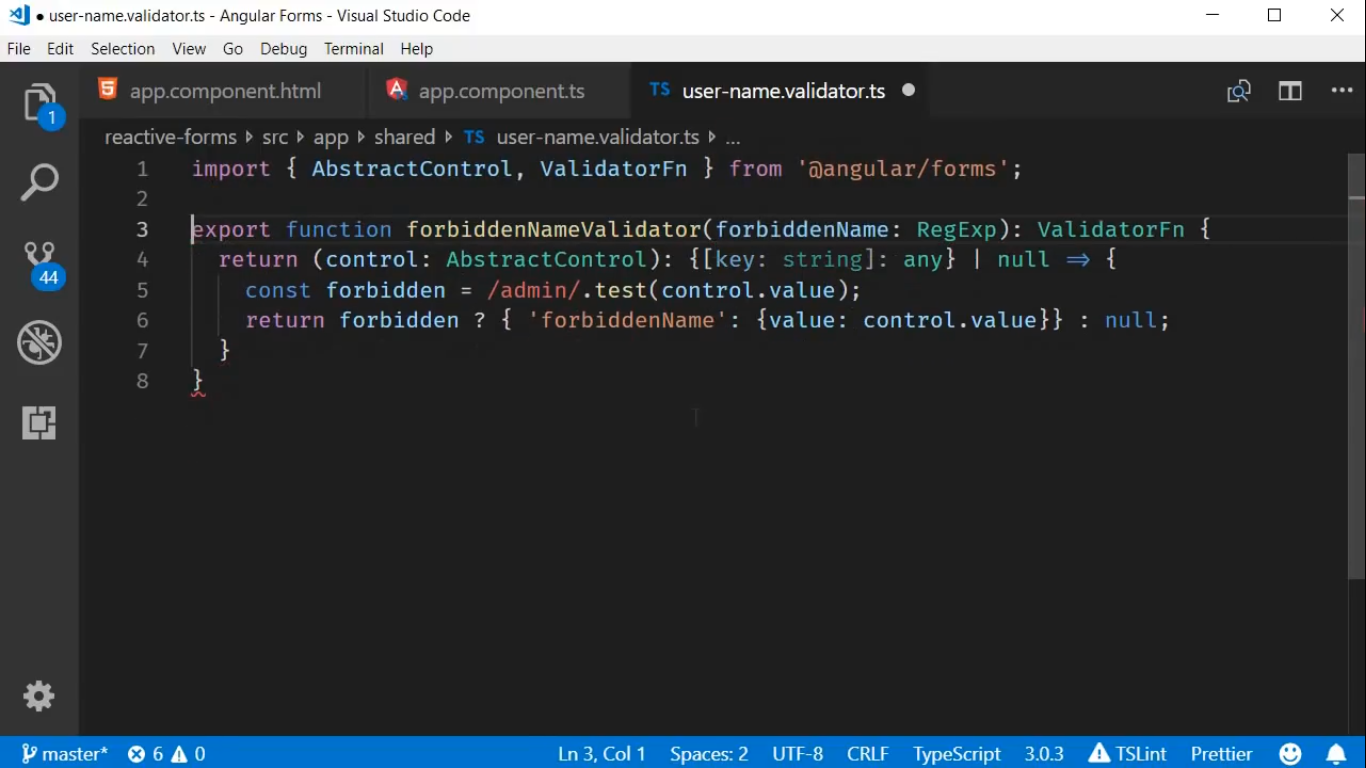 ● user-name.validator.ts - Angular Forms - Visual Studio Code
File Edit Selection View Go Debug Terminal Help
5 app.component.html A app.component.ts TS user-name.validator.ts ● ...
1
reactive-forms › src › app › shared › TS user-name.validator.ts › ...
1 import { AbstractControl, ValidatorFn } from '@angular/forms';
2
3 export function forbiddenNameValidator(forbiddenName: RegExp): ValidatorFn {
4 return (control: AbstractControl): {[key: string]: any} | null ⇒ {
5 const forbidden = /admin/.test(control.value);
6 return forbidden ? { 'forbiddenName': {value: control.value}} : null;
7 }
8 }
44
master* 6 0 Ln 3, Col 1 Spaces: 2 UTF-8 CRLF TypeScript 3.0.3 TSLint Prettier